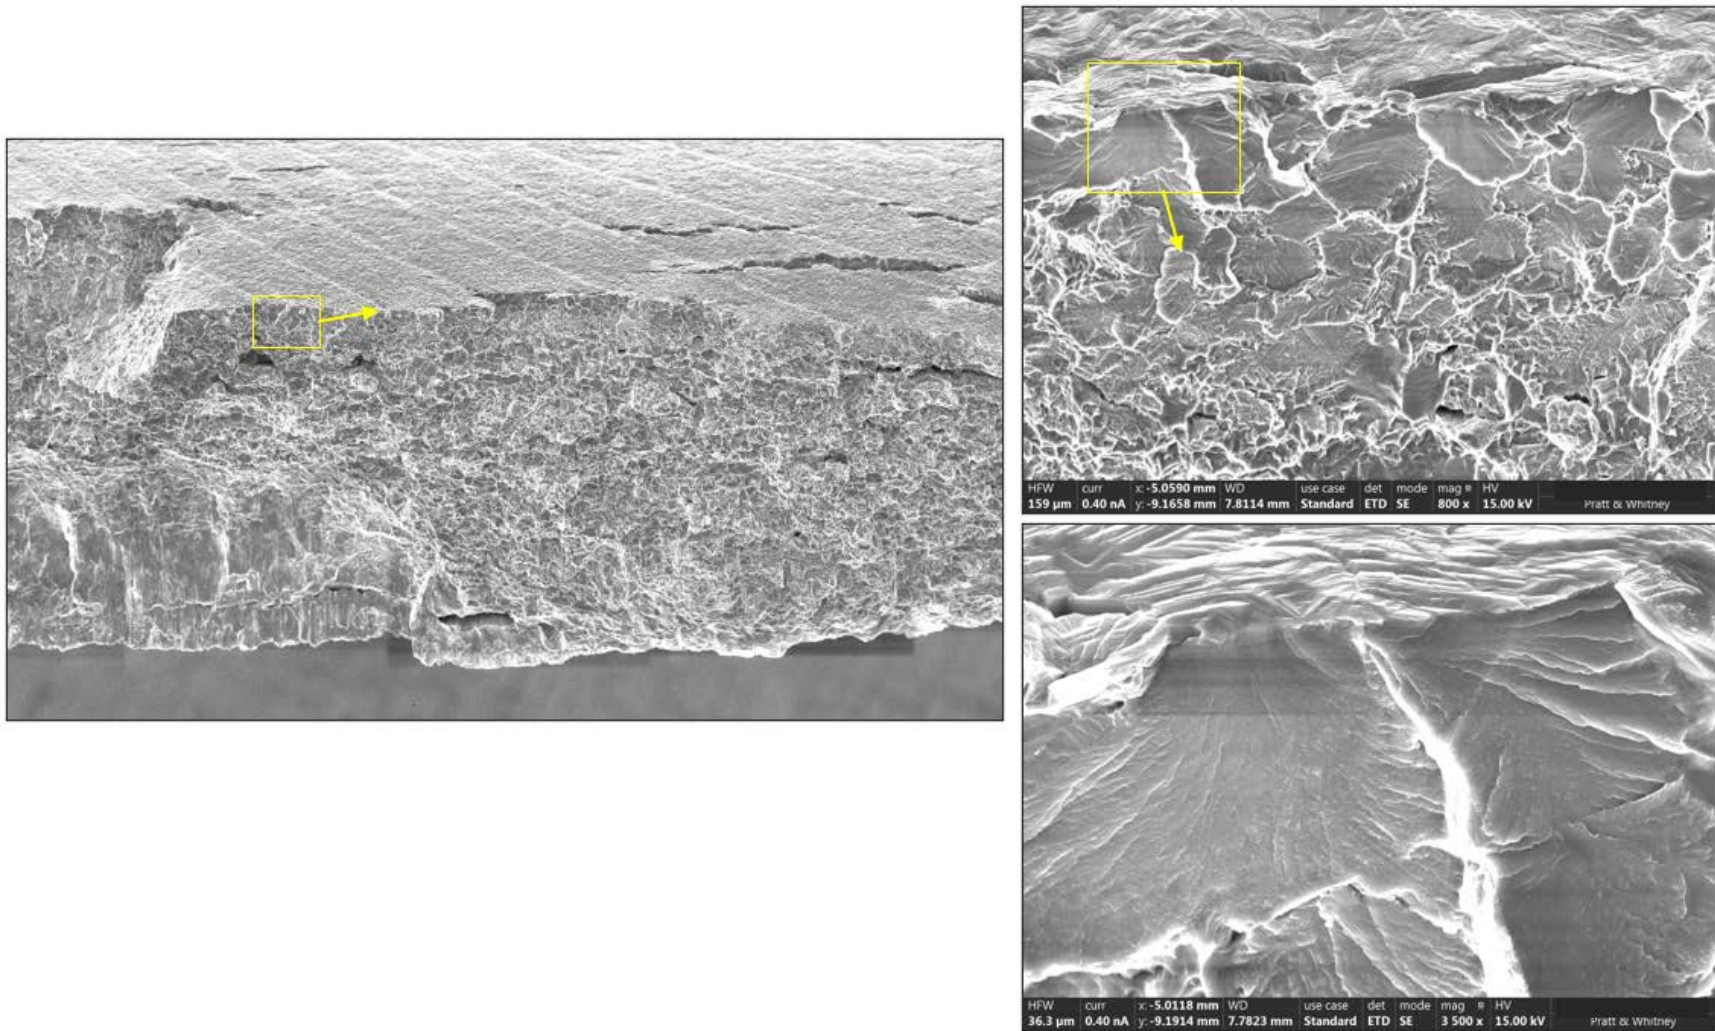 HFW curr x: -5.0590 mm WD use case det mode mag HV
159 µm 0.40 nA y: -9.1658 mm 7.8114 mm Standard ETD SE 800 x 15.00 kV Pratt & Whitney
HFW curr x: -5.0118 mm WD use case det mode mag HV
36.3 µm 0.40 nA y: -9.1914 mm 7.7823 mm Standard ETD SE 3 500 x 15.00 kV Pratt & Whitney